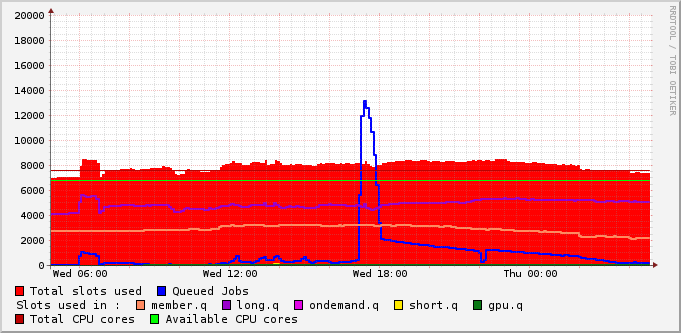 20000
18000
16000
14000
12000
10000
8000
6000
4000
2000
0
Wed 06:00 Wed 12:00 Wed 18:00 Thu 00:00
Total slots used Queued Jobs
Slots used in : member.q long.q ondemand.q short.q gpu.q
Total CPU cores Available CPU cores
RRDTOOL / TOBI OETIKER